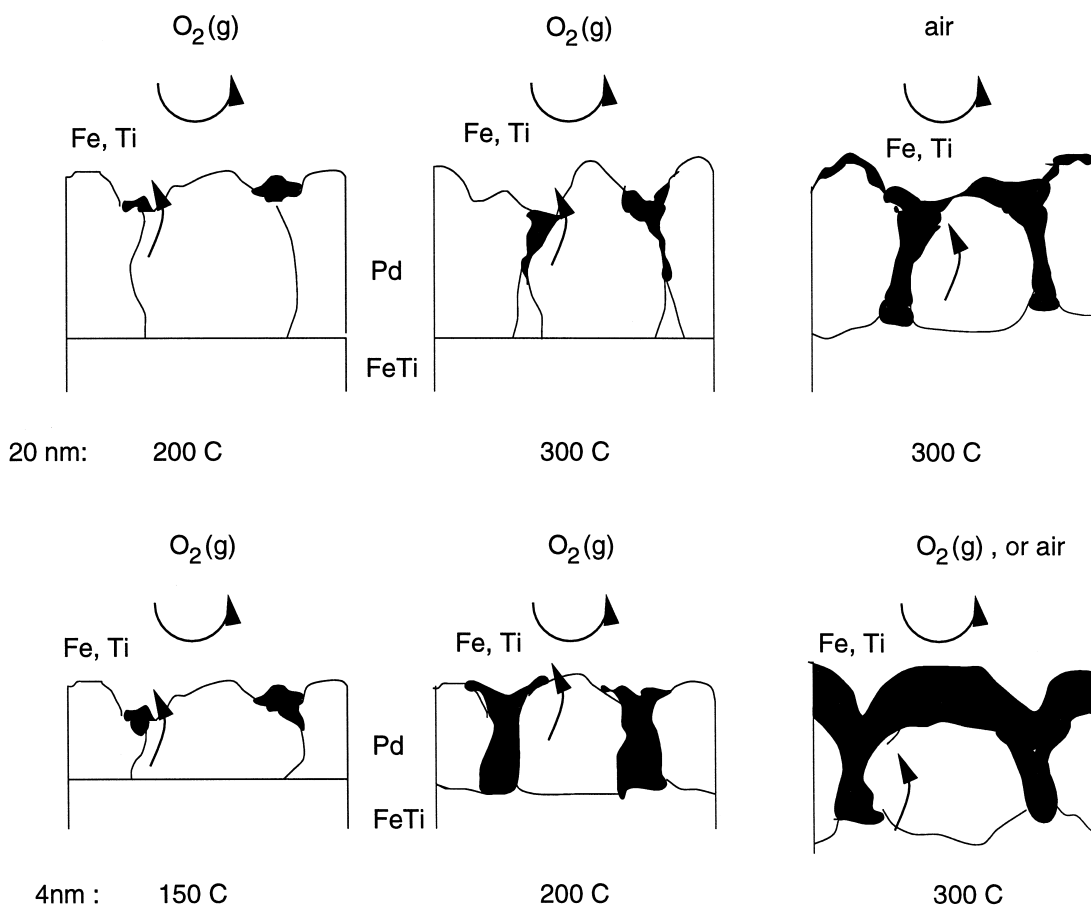 O2(g) O2(g) air
Fe, Ti Fe, Ti Fe, Ti
Pd
FeTi
20 nm: 200 C 300 C 300 C
O2(g) O2(g) O2(g) , or air
Fe, Ti Fe, Ti Fe, Ti
Pd
FeTi
4nm : 150 C 200 C 300 C